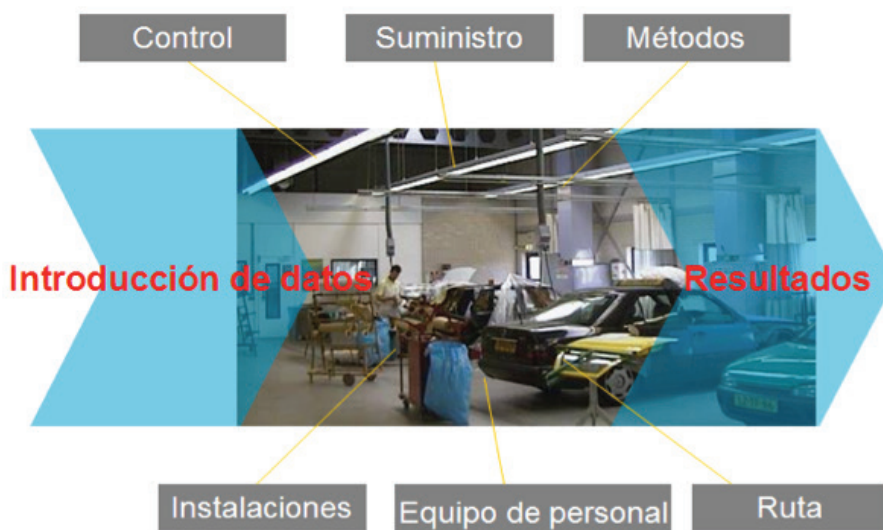 Control
Suministro
Métodos
Introducción de datos
Resultados
Instalaciones
Equipo de personal
Ruta